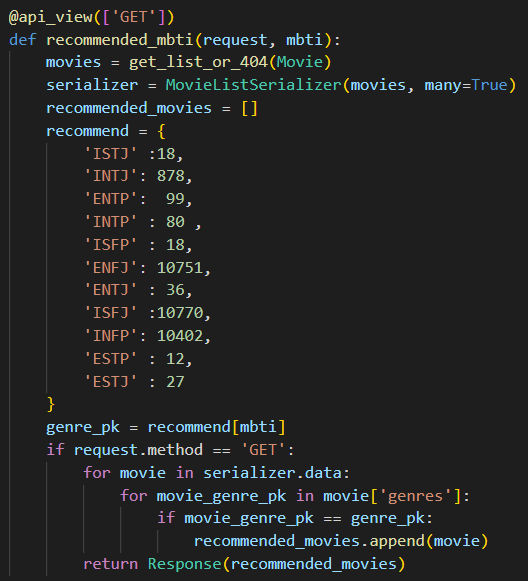 @api_view(['GET'])
def recommended_mbti(request, mbti):
    movies = get_list_or_404(Movie)
    serializer = MovieListSerializer(movies, many=True)
    recommended_movies = []
    recommend = {
        'ISTJ' :18,
        'INTJ': 878,
        'ENTP':  99,
        'INTP' : 80 ,
        'ISFP' : 18,
        'ENFJ': 10751,
        'ENTJ' : 36,
        'ISFJ' :10770,
        'INFP': 10402,
        'ESTP' : 12,
        'ESTJ' : 27
    }
    genre_pk = recommend[mbti]
    if request.method == 'GET':
        for movie in serializer.data:
            for movie_genre_pk in movie['genres']:
                if movie_genre_pk == genre_pk:
                    recommended_movies.append(movie)
        return Response(recommended_movies)